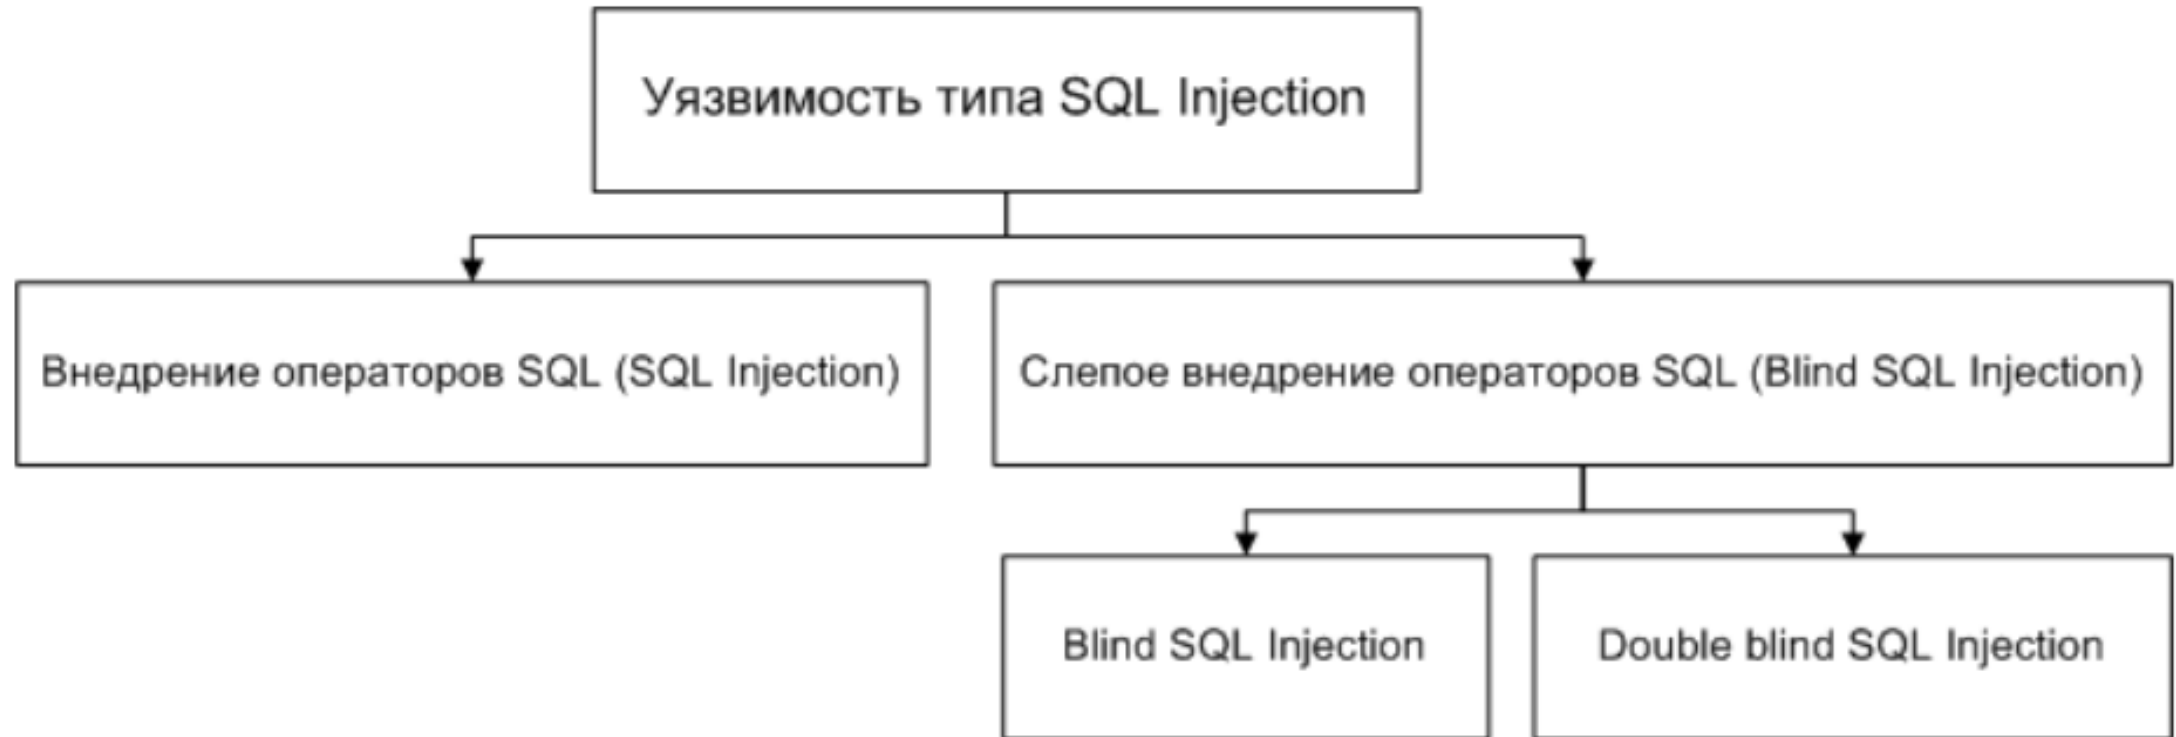 Уязвимость типа SQL Injection
Внедрение операторов SQL (SQL Injection)
Слепое внедрение операторов SQL (Blind SQL Injection)
Blind SQL Injection
Double blind SQL Injection